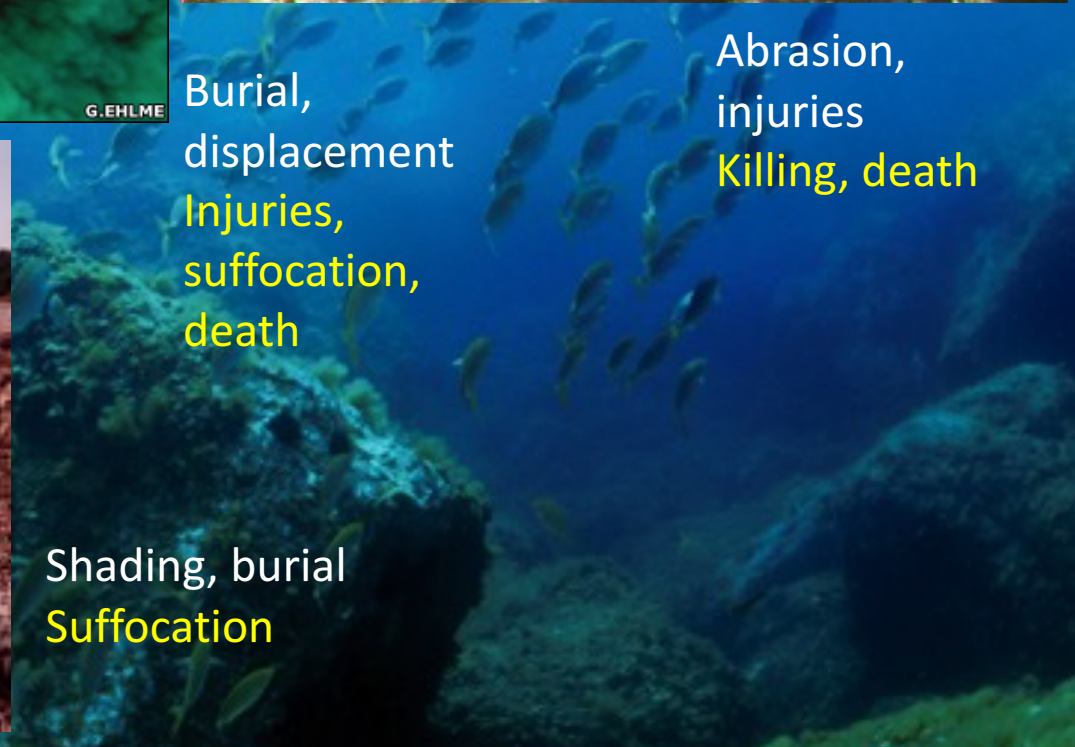 G.EHLME
Burial,
displacement
Injuries,
suffocation,
death
Abrasion,
injuries
Killing, death
Shading, burial
Suffocation